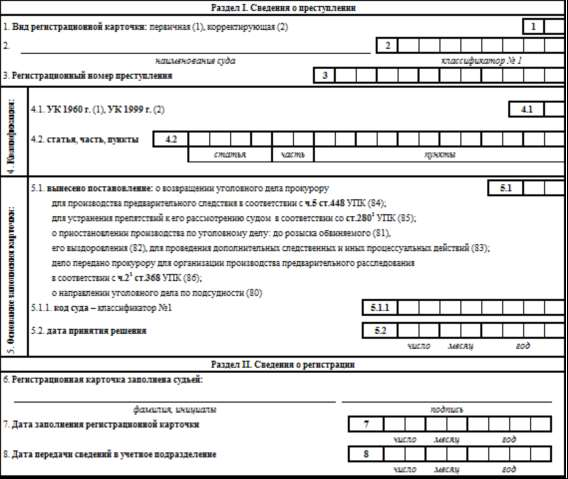 Раздел I. Сведения о преступлении
1. Вид регистрационной карточки: первичная (1), корректирующая (2) 1
2. 2
наименование суда классификатор № 1
3. Регистрационный номер преступления 3
4. Квалификация:
4.1. УК 1960 г. (1), УК 1999 г. (2) 4.1
4.2. статья, часть, пункты 4.2
статья часть пункты
5. Основание заполнения карточки:
5.1. вынесено постановление: о возвращении уголовного дела прокурору 5.1
для производства предварительного следствия в соответствии с ч.5 ст.448 УПК (84);
для устранения препятствий к его рассмотрению судом в соответствии со ст.280¹ УПК (85);
о приостановлении производства по уголовному делу: до розыска обвиняемого (81),
его выздоровления (82), для проведения дополнительных следственных и иных процессуальных действий (83);
дело передано прокурору для организации производства предварительного расследования
в соответствии с ч.2¹ ст.368 УПК (86);
о направлении уголовного дела по подсудности (80)
5.1.1. код суда – классификатор №1 5.1.1
5.2. дата принятия решения 5.2
число месяц год
Раздел II. Сведения о регистрации
6. Регистрационная карточка заполнена судьей:
фамилия, инициалы подпись
7. Дата заполнения регистрационной карточки 7
число месяц год
8. Дата передачи сведений в учетное подразделение 8
число месяц год